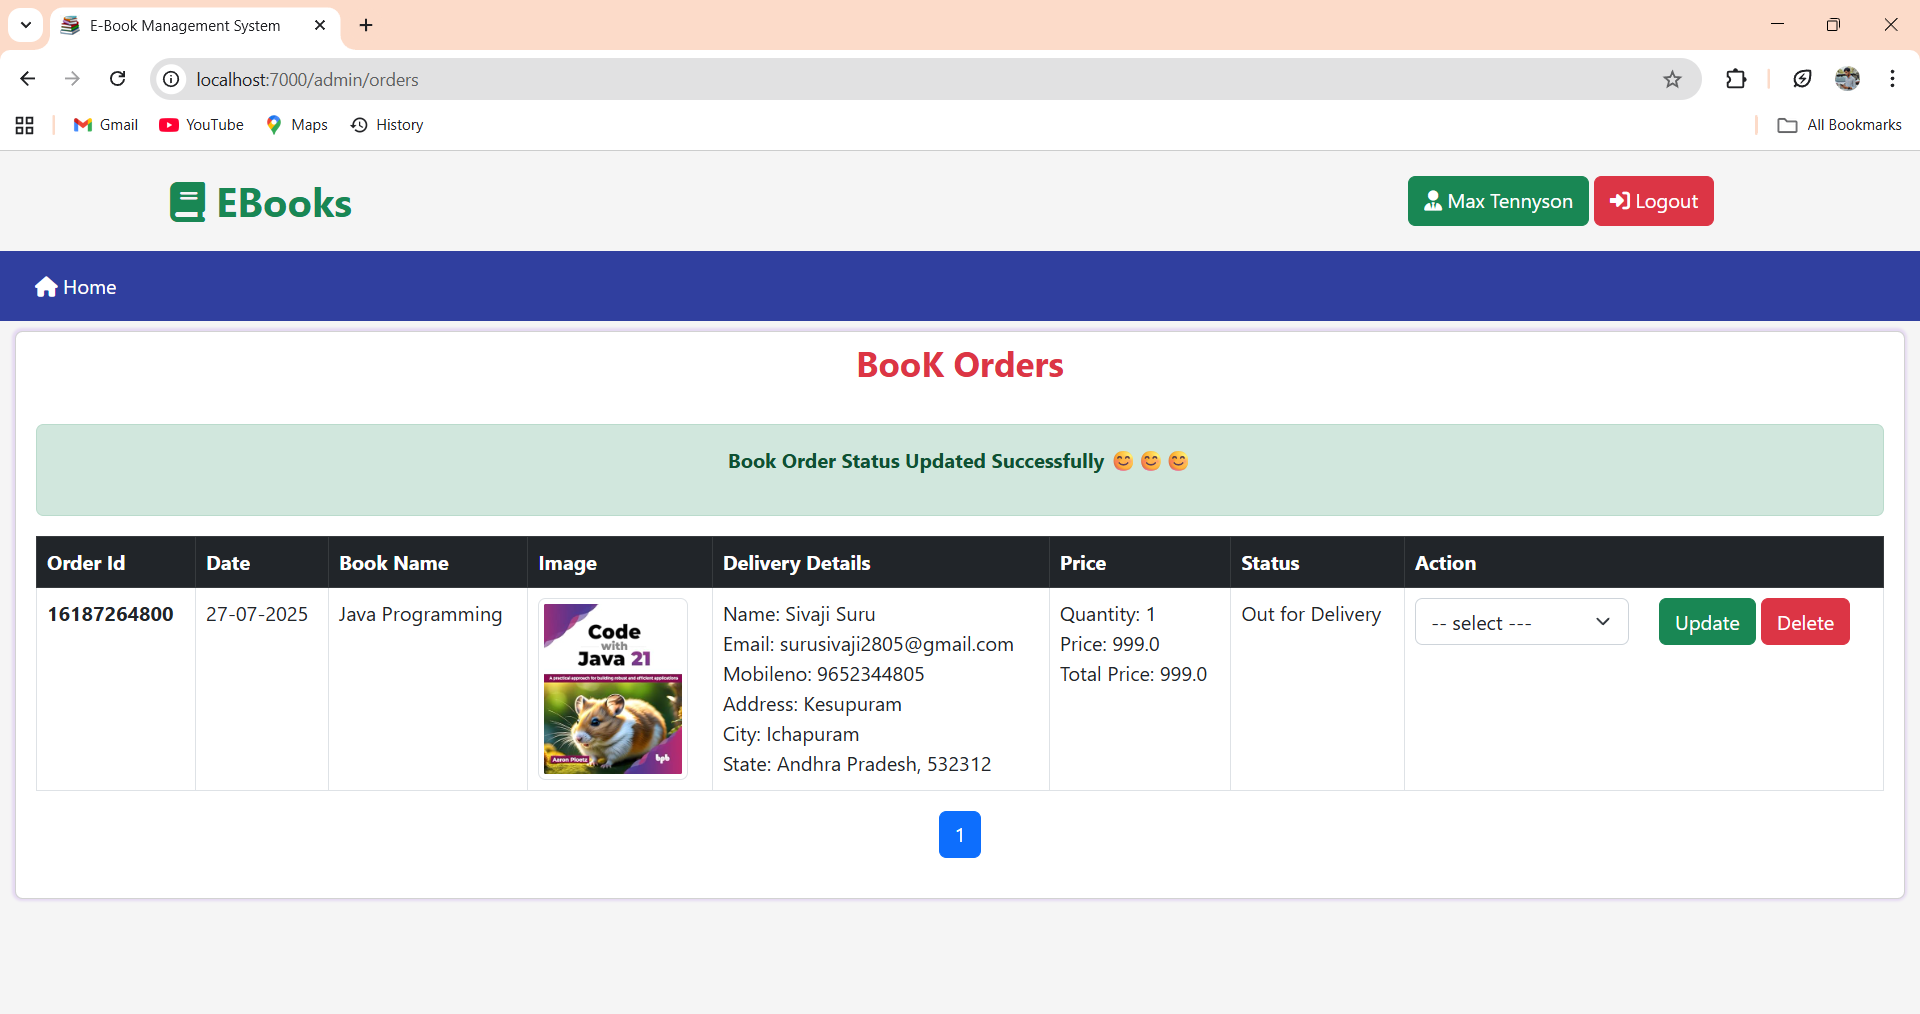 E-Book Management System
localhost:7000/admin/orders
Gmail
YouTube
Maps
History
All Bookmarks
EBooks
Max Tennyson
Logout
Home
BooK Orders
Book Order Status Updated Successfully 😊 😊 😊
Order Id Date Book Name Image Delivery Details Price Status Action
16187264800
27-07-2025
Java Programming
Code
with
Java 21
A practical approach for building robust and efficient applications
Aaron Ploetz
bpb
Name: Sivaji Suru
Email: surusivaji2805@gmail.com
Mobileno: 9652344805
Address: Kesupuram
City: Ichapuram
State: Andhra Pradesh, 532312
Quantity: 1
Price: 999.0
Total Price: 999.0
Out for Delivery
-- select ---
Update
Delete
1